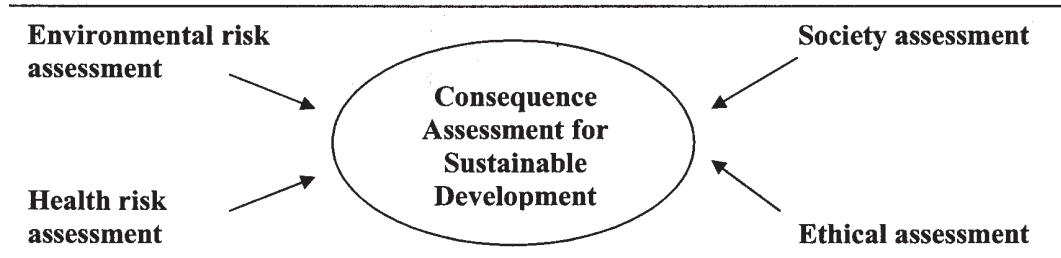 Environmental risk
assessment
Society assessment
Consequence
Assessment for
Sustainable
Development
Health risk
assessment
Ethical assessment